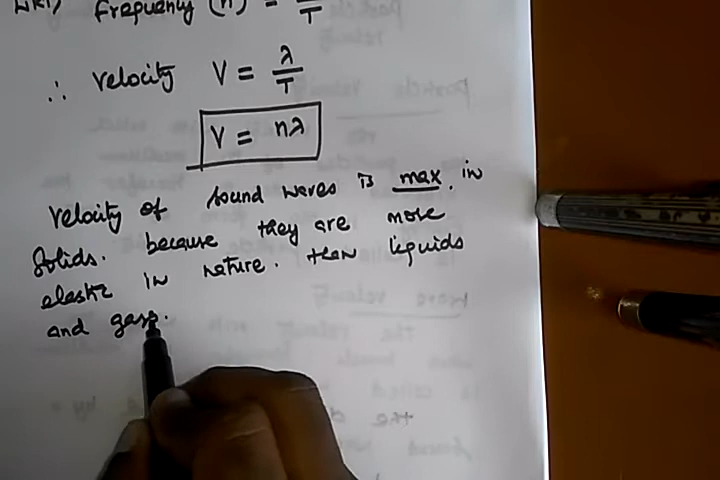 Frequency (n) = 1/T
∴ Velocity V = λ/T
V = nλ
Velocity of sound waves is max. in
Solids. because they are more
elastic in nature. then liquids
and gases.